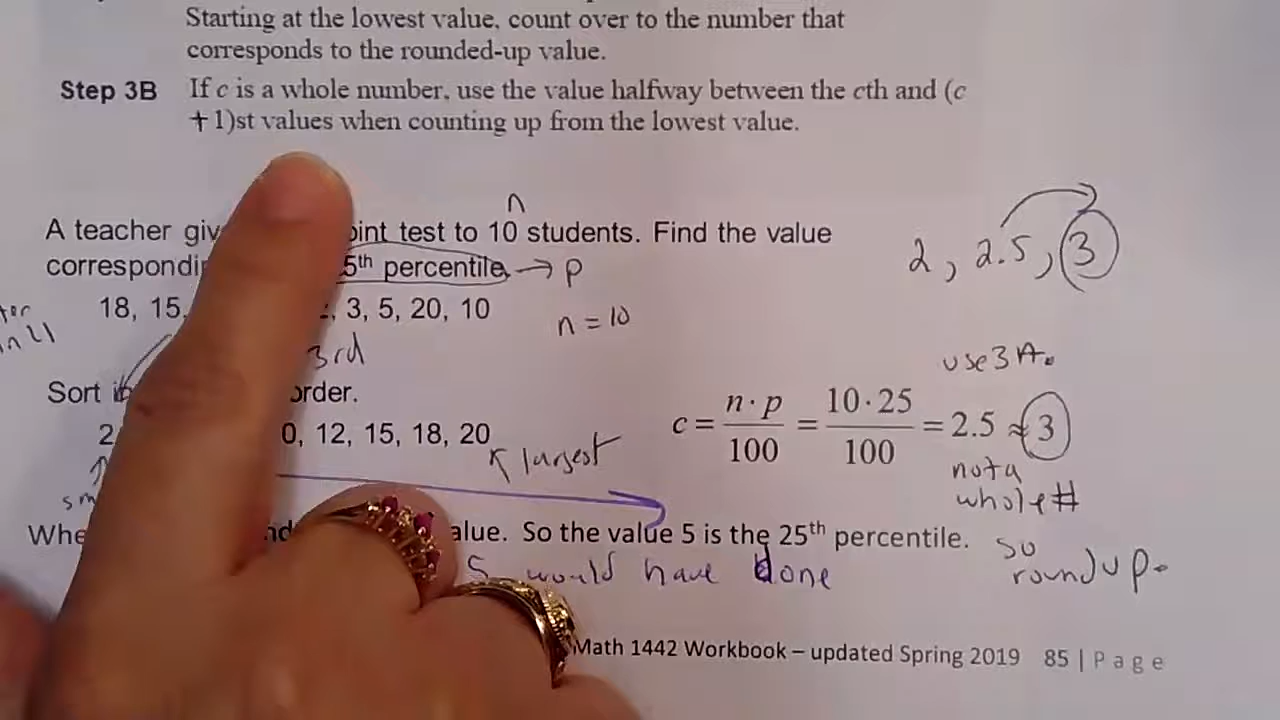 Starting at the lowest value, count over to the number that
corresponds to the rounded-up value.
Step 3B If c is a whole number, use the value halfway between the cth and (c
+1)st values when counting up from the lowest value.
n
A teacher giv oint test to 10 students. Find the value
correspondi 5th percentile → p
2, 2.5, 3
18, 15, , 3, 5, 20, 10
n = 10
3rd
use 3A.
Sort order.
c = n·p/100 = 10·25/100 = 2.5 ≈ 3
2 0, 12, 15, 18, 20
↖ largest
not a
whole #
sm
Whe alue. So the value 5 is the 25th percentile.
so
round up.
5 would have done
Math 1442 Workbook – updated Spring 2019 85 | Page